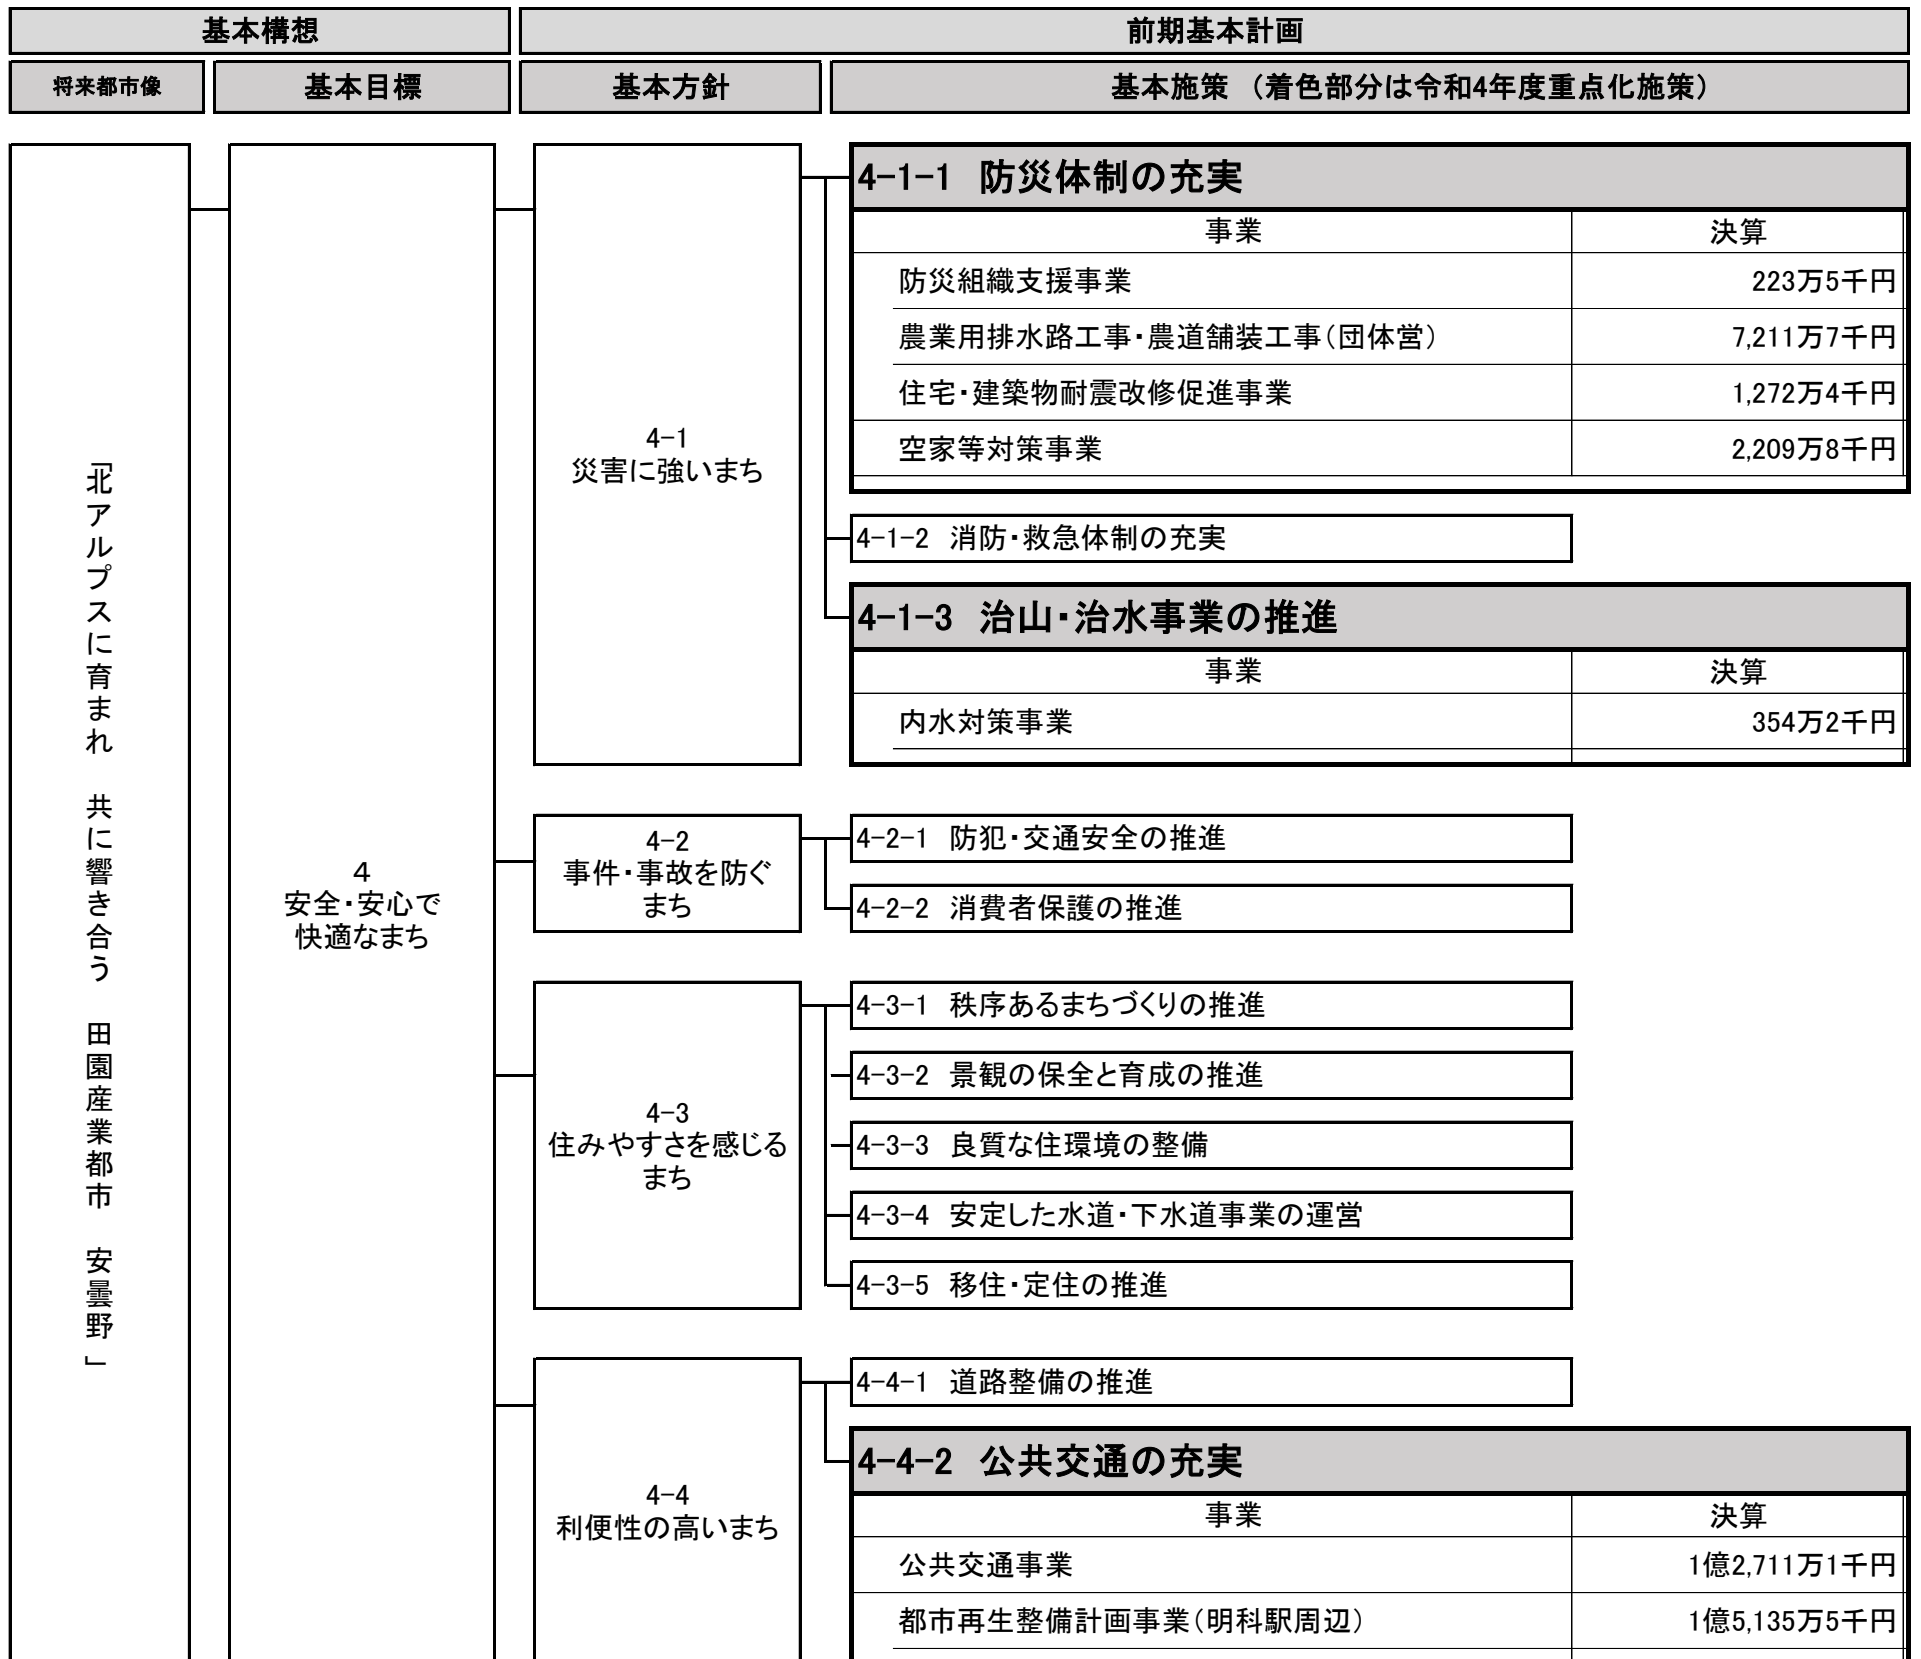 基本構想
前期基本計画
将来都市像
基本目標
基本方針
基本施策 （着色部分は令和4年度重点化施策）
「北アルプスに育まれ　共に響き合う　田園産業都市　安曇野」
4
安全・安心で
快適なまち
4-1
災害に強いまち
4-1-1 防災体制の充実
事業 決算
防災組織支援事業 223万5千円
農業用排水路工事・農道舗装工事（団体営） 7,211万7千円
住宅・建築物耐震改修促進事業 1,272万4千円
空家等対策事業 2,209万8千円
4-1-2 消防・救急体制の充実
4-1-3 治山・治水事業の推進
事業 決算
内水対策事業 354万2千円
4-2
事件・事故を防ぐ
まち
4-2-1 防犯・交通安全の推進
4-2-2 消費者保護の推進
4-3
住みやすさを感じる
まち
4-3-1 秩序あるまちづくりの推進
4-3-2 景観の保全と育成の推進
4-3-3 良質な住環境の整備
4-3-4 安定した水道・下水道事業の運営
4-3-5 移住・定住の推進
4-4
利便性の高いまち
4-4-1 道路整備の推進
4-4-2 公共交通の充実
事業 決算
公共交通事業 1億2,711万1千円
都市再生整備計画事業（明科駅周辺） 1億5,135万5千円